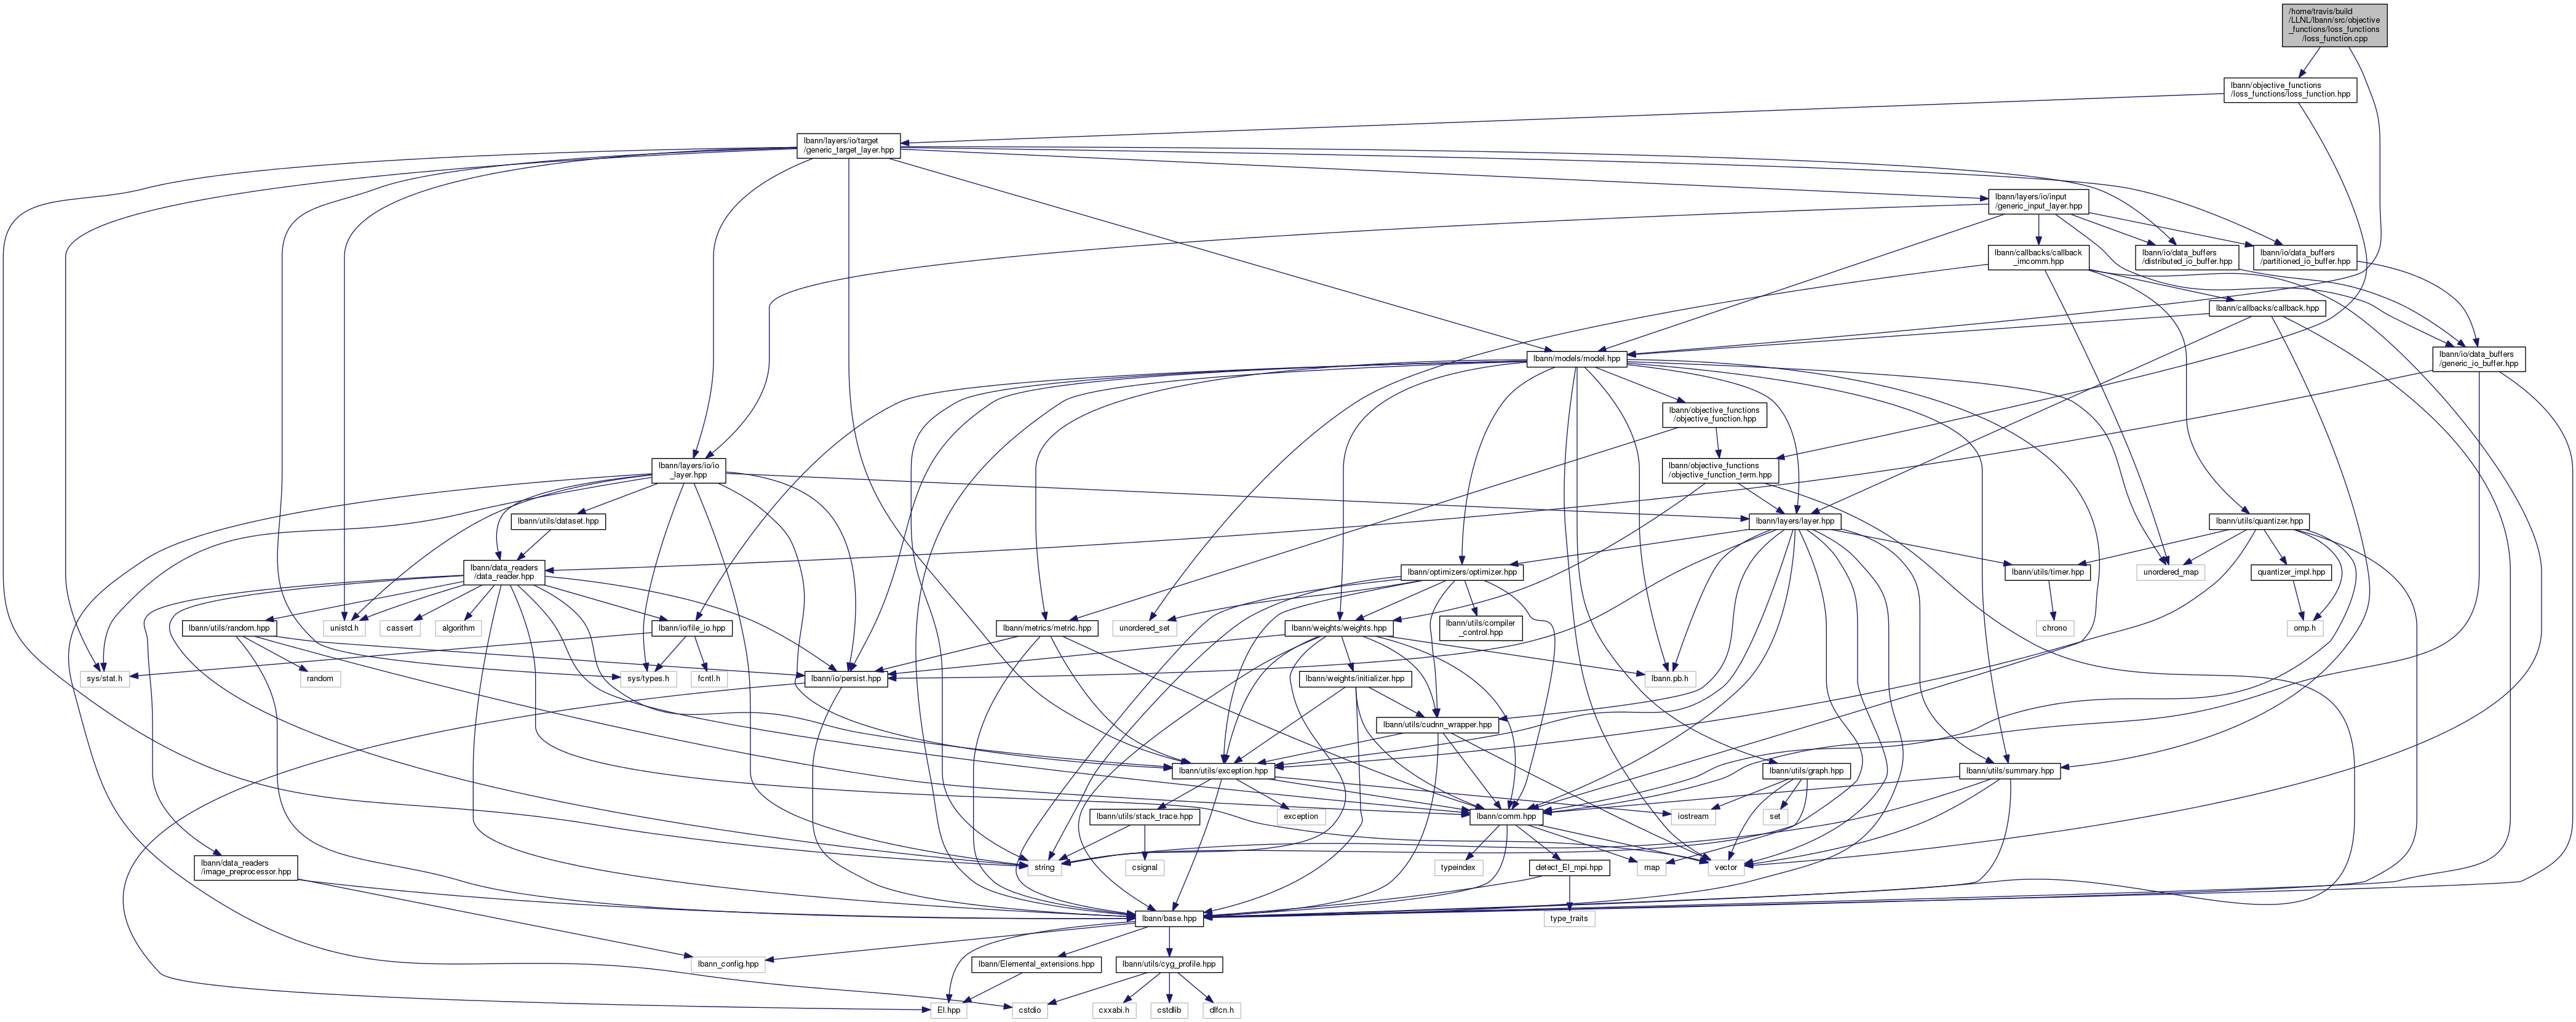 /home/travis/build
/LLNL/lbann/src/objective
_functions/loss_functions
/loss_function.cpp
lbann/objective_functions
/loss_functions/loss_function.hpp
lbann/layers/io/target
/generic_target_layer.hpp
lbann/layers/io/input
/generic_input_layer.hpp
lbann/callbacks/callback
_imcomm.hpp
lbann/io/data_buffers
/distributed_io_buffer.hpp
lbann/io/data_buffers
/partitioned_io_buffer.hpp
lbann/callbacks/callback.hpp
lbann/models/model.hpp
lbann/io/data_buffers
/generic_io_buffer.hpp
lbann/objective_functions
/objective_function.hpp
lbann/layers/io/io
_layer.hpp
lbann/objective_functions
/objective_function_term.hpp
lbann/utils/dataset.hpp
lbann/layers/layer.hpp
lbann/utils/quantizer.hpp
lbann/data_readers
/data_reader.hpp
lbann/optimizers/optimizer.hpp
lbann/utils/timer.hpp
unordered_map
quantizer_impl.hpp
lbann/utils/random.hpp
unistd.h
cassert
algorithm
lbann/io/file_io.hpp
lbann/metrics/metric.hpp
unordered_set
lbann/weights/weights.hpp
lbann/utils/compiler
_control.hpp
chrono
omp.h
sys/stat.h
random
sys/types.h
fcntl.h
lbann/io/persist.hpp
lbann/weights/initializer.hpp
lbann.pb.h
lbann/utils/cudnn_wrapper.hpp
lbann/utils/exception.hpp
lbann/utils/graph.hpp
lbann/utils/summary.hpp
lbann/utils/stack_trace.hpp
exception
lbann/comm.hpp
iostream
set
lbann/data_readers
/image_preprocessor.hpp
string
csignal
typeindex
detect_El_mpi.hpp
map
vector
lbann/base.hpp
type_traits
lbann_config.hpp
lbann/Elemental_extensions.hpp
lbann/utils/cyg_profile.hpp
El.hpp
cstdio
cxxabi.h
cstdlib
dlfcn.h